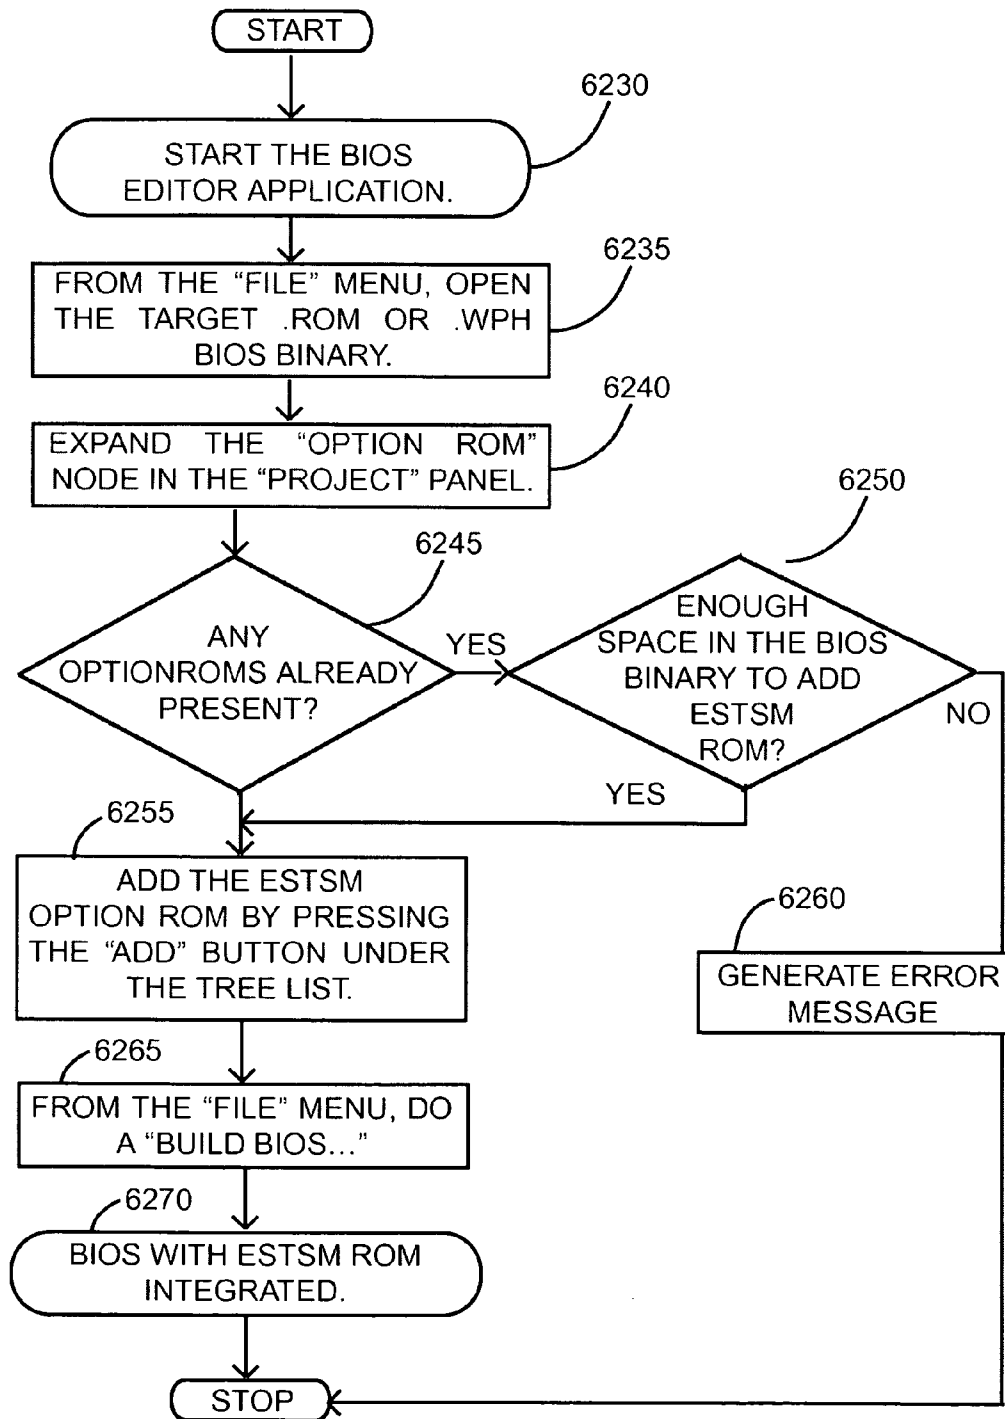 START
6230
START THE BIOS
EDITOR APPLICATION.
6235
FROM THE “FILE” MENU, OPEN
THE TARGET .ROM OR .WPH
BIOS BINARY.
6240
EXPAND THE “OPTION ROM”
NODE IN THE “PROJECT” PANEL.
6245
ANY
OPTIONROMS ALREADY
PRESENT?
YES
6250
ENOUGH
SPACE IN THE BIOS
BINARY TO ADD
ESTSM
ROM?
NO
YES
6255
ADD THE ESTSM
OPTION ROM BY PRESSING
THE “ADD” BUTTON UNDER
THE TREE LIST.
6260
GENERATE ERROR
MESSAGE
6265
FROM THE “FILE” MENU, DO
A “BUILD BIOS...”
6270
BIOS WITH ESTSM ROM
INTEGRATED.
STOP